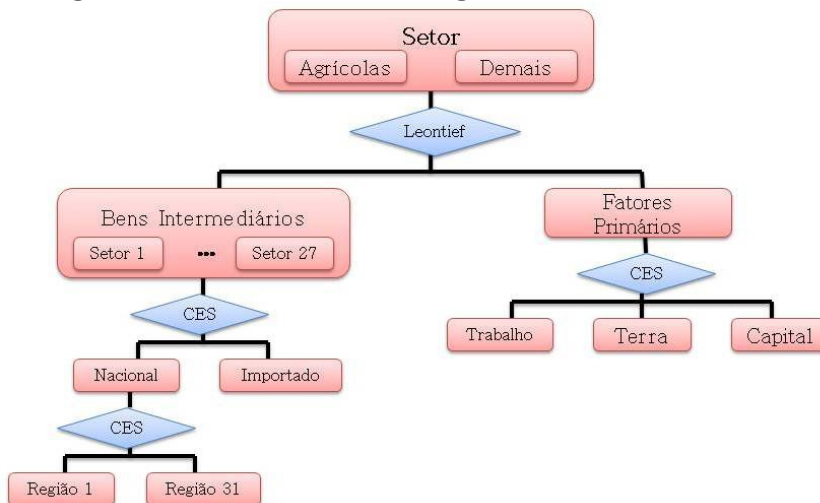 Setor
Agrícolas Demais
Leontief
Bens Intermediários
Setor 1 ... Setor 27
Fatores
Primários
CES
CES
Trabalho Terra Capital
Nacional Importado
CES
Região 1 Região 31